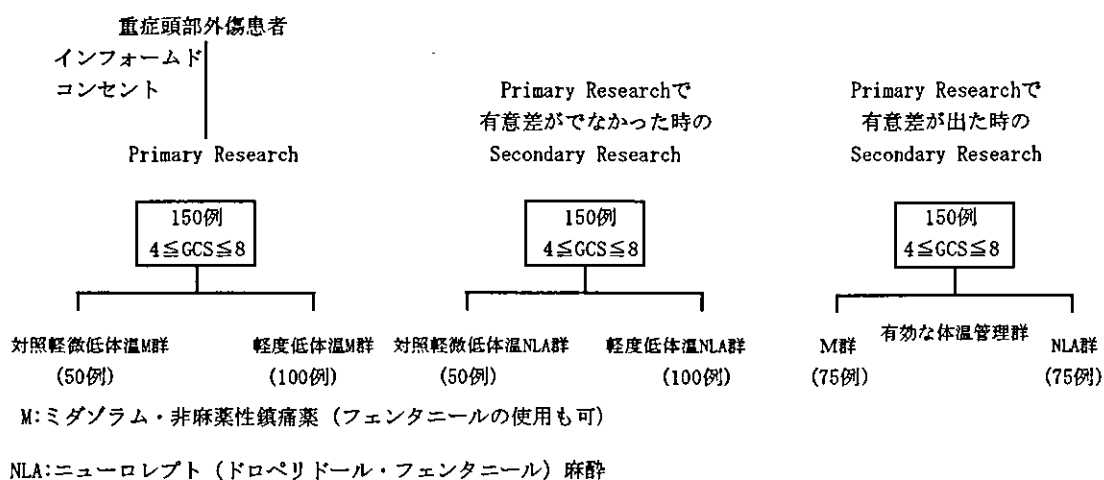 重症頭部外傷患者
インフォームド
コンセント
Primary Research
150例
4≦GCS≦8
対照軽微低体温M群
(50例)
軽度低体温M群
(100例)
Primary Researchで
有意差がでなかった時の
Secondary Research
150例
4≦GCS≦8
対照軽微低体温NLA群
(50例)
軽度低体温NLA群
(100例)
Primary Researchで
有意差が出た時の
Secondary Research
150例
4≦GCS≦8
有効な体温管理群
M群
(75例)
NLA群
(75例)
M:ミダゾラム・非麻薬性鎮痛薬（フェンタニールの使用も可）
NLA:ニューロレプト（ドロペリドール・フェンタニール）麻酔